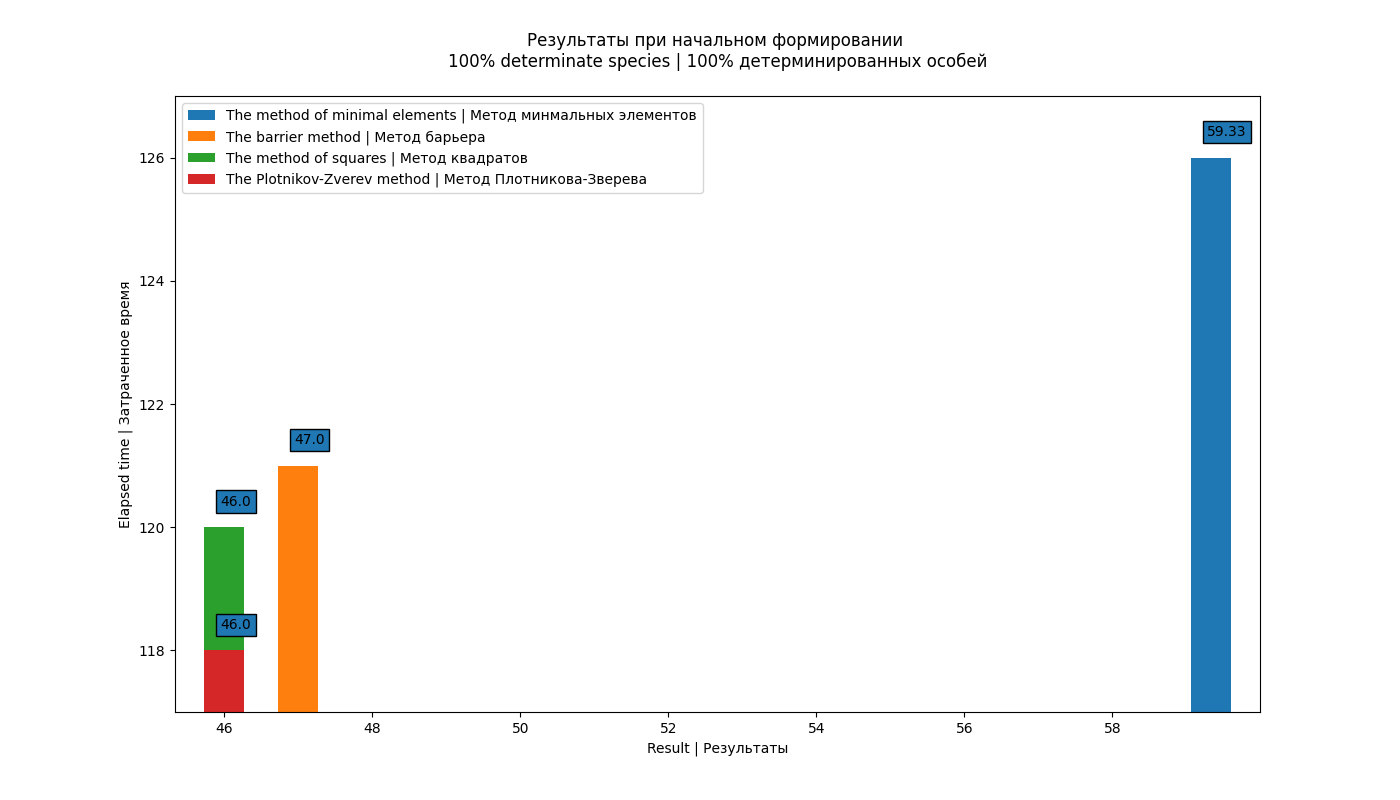 Результаты при начальном формировании
100% determinate species | 100% детерминированных особей
The method of minimal elements | Метод минмальных элементов
The barrier method | Метод барьера
The method of squares | Метод квадратов
The Plotnikov-Zverev method | Метод Плотникова-Зверева
59.33
47.0
46.0
46.0
Elapsed time | Затраченное время
126
124
122
120
118
46 48 50 52 54 56 58
Result | Результаты